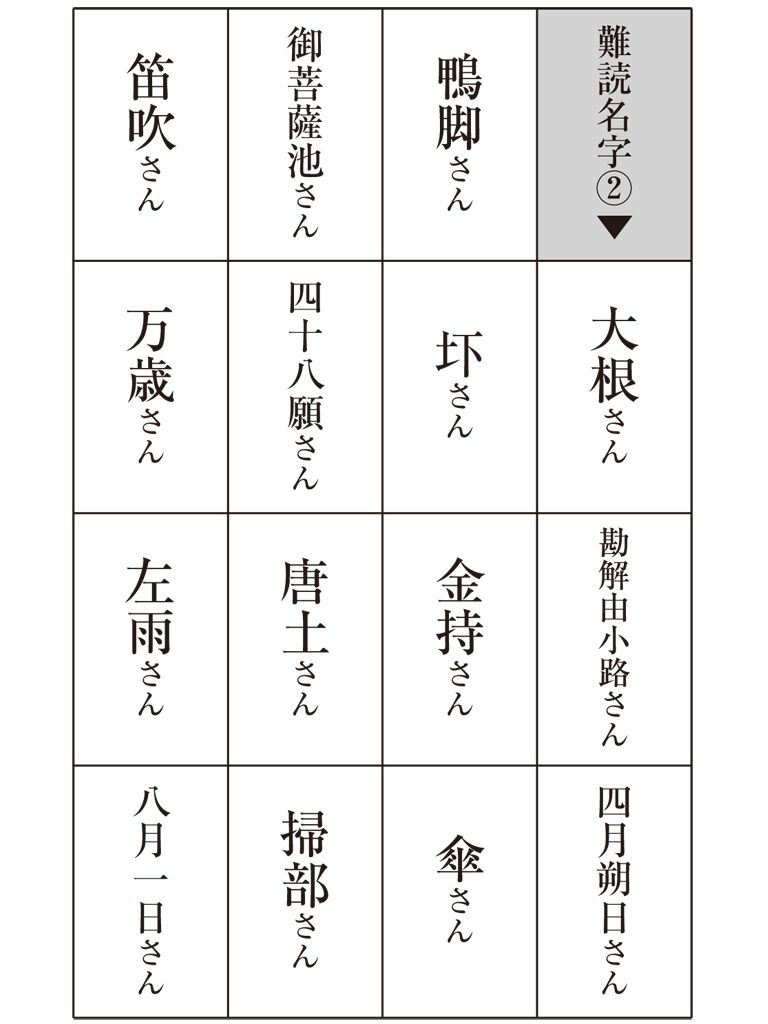 難読名字②▼
大根さん
勘解由小路さん
四月朔日さん
鴨脚さん
圷さん
金持さん
傘さん
御菩薩池さん
四十八願さん
唐土さん
掃部さん
笛吹さん
万歳さん
左雨さん
八月一日さん